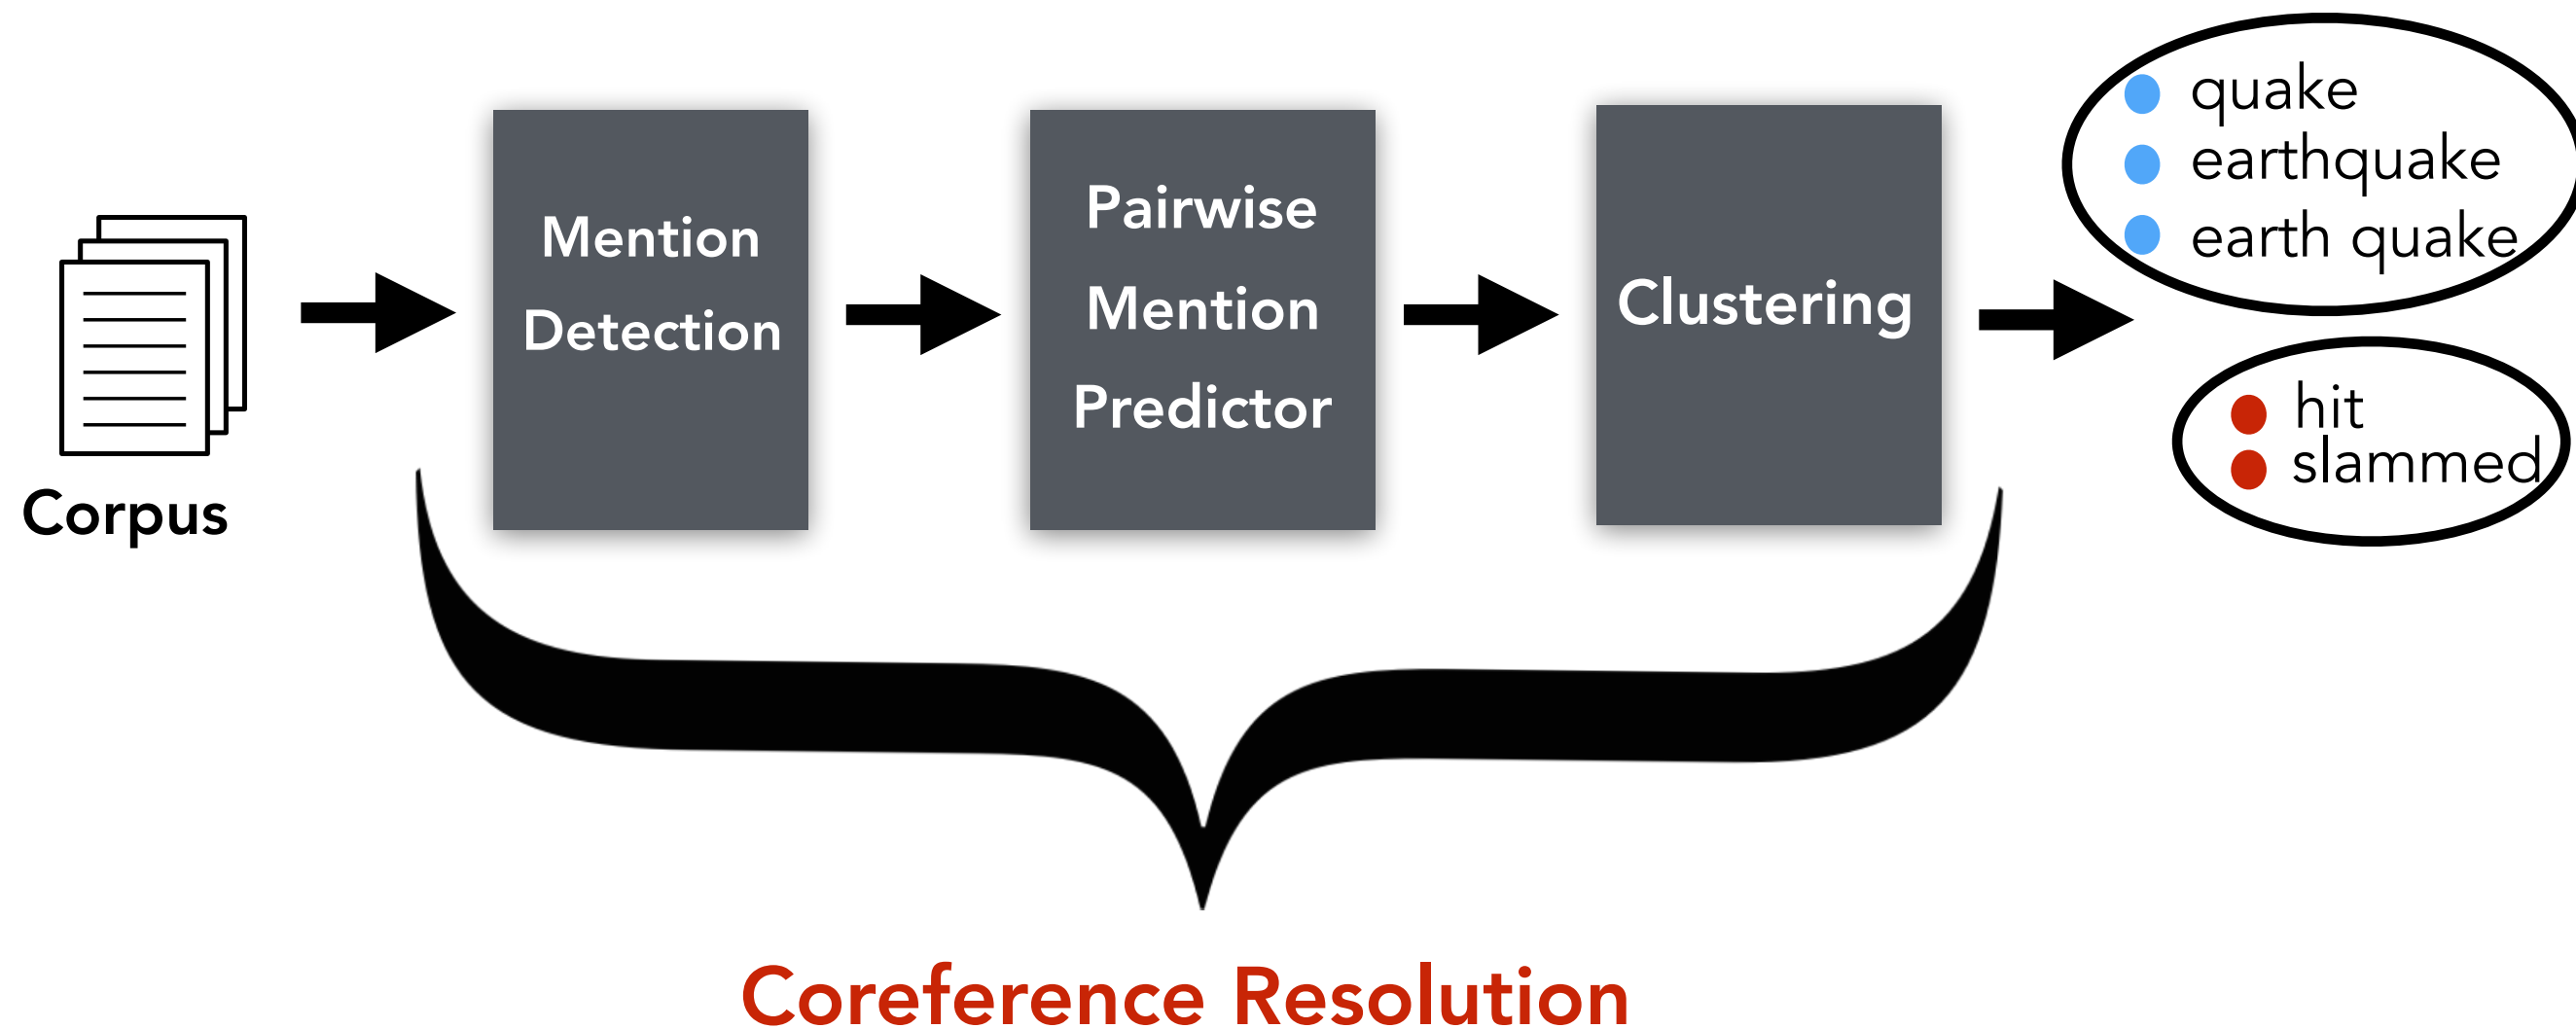 Corpus
Mention
Detection
Pairwise
Mention
Predictor
Clustering
quake
earthquake
earth quake
hit
slammed
Coreference Resolution